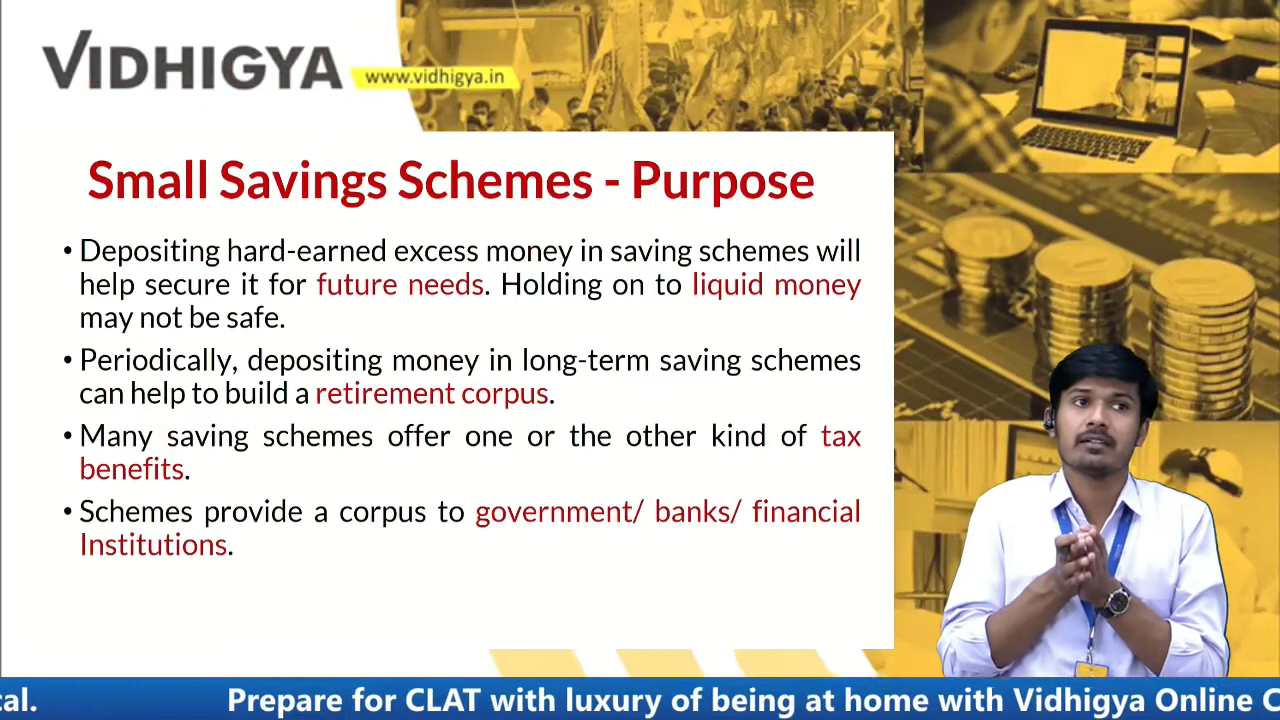 VIDHIGYA
www.vidhigya.in
Small Savings Schemes - Purpose
• Depositing hard-earned excess money in saving schemes will
help secure it for future needs. Holding on to liquid money
may not be safe.
• Periodically, depositing money in long-term saving schemes
can help to build a retirement corpus.
• Many saving schemes offer one or the other kind of tax
benefits.
• Schemes provide a corpus to government/ banks/ financial
Institutions.
cal. Prepare for CLAT with luxury of being at home with Vidhigya Online C